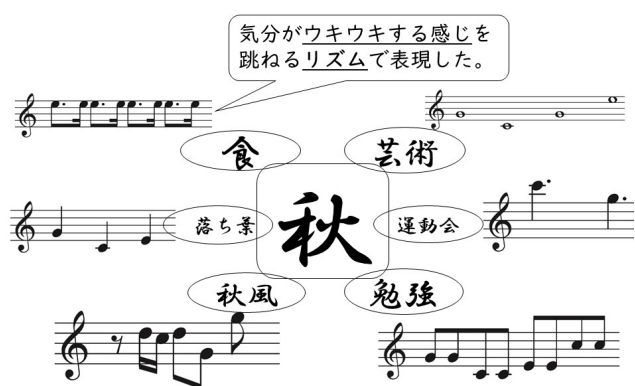 気分がウキウキする感じを
跳ねるリズムで表現した。
食
芸術
落ち葉
秋
運動会
秋風
勉強